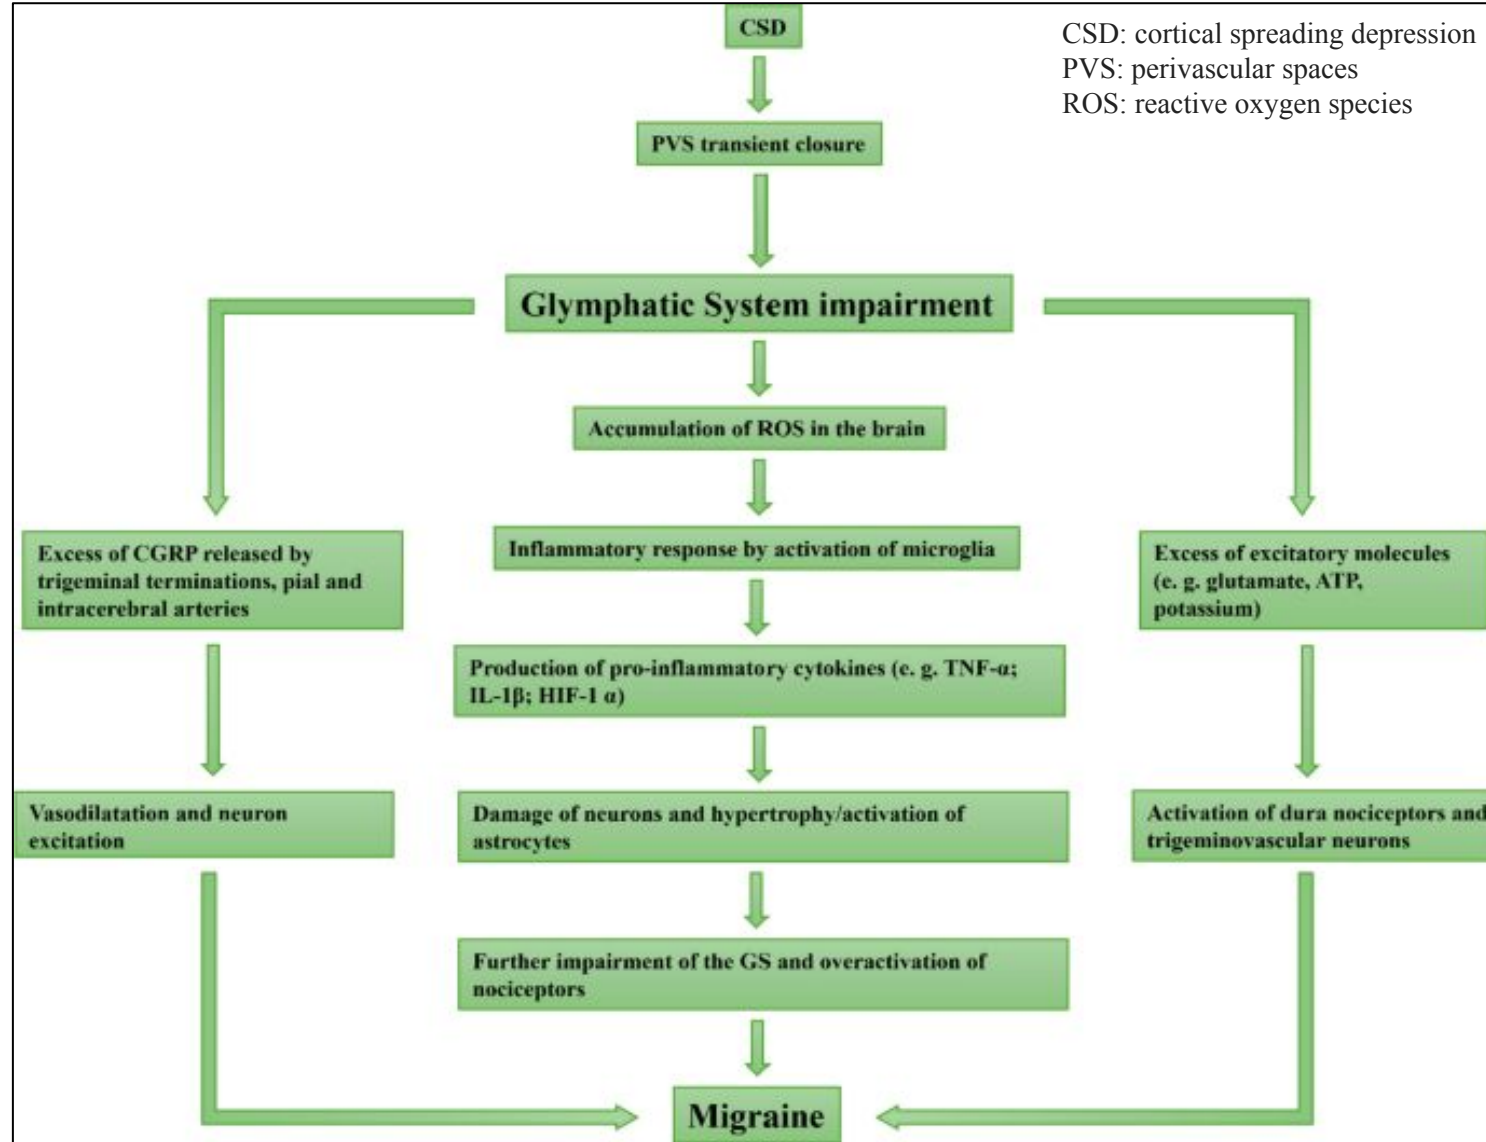 CSD
CSD: cortical spreading depression
PVS: perivascular spaces
ROS: reactive oxygen species
PVS transient closure
Glymphatic System impairment
Accumulation of ROS in the brain
Inflammatory response by activation of microglia
Excess of CGRP released by
trigeminal terminations, pial and
intracerebral arteries
Excess of excitatory molecules
(e. g. glutamate, ATP,
potassium)
Production of pro-inflammatory cytokines (e. g. TNF-α;
IL-1β; HIF-1 α)
Vasodilatation and neuron
excitation
Damage of neurons and hypertrophy/activation of
astrocytes
Activation of dura nociceptors and
trigeminovascular neurons
Further impairment of the GS and overactivation of
nociceptors
Migraine